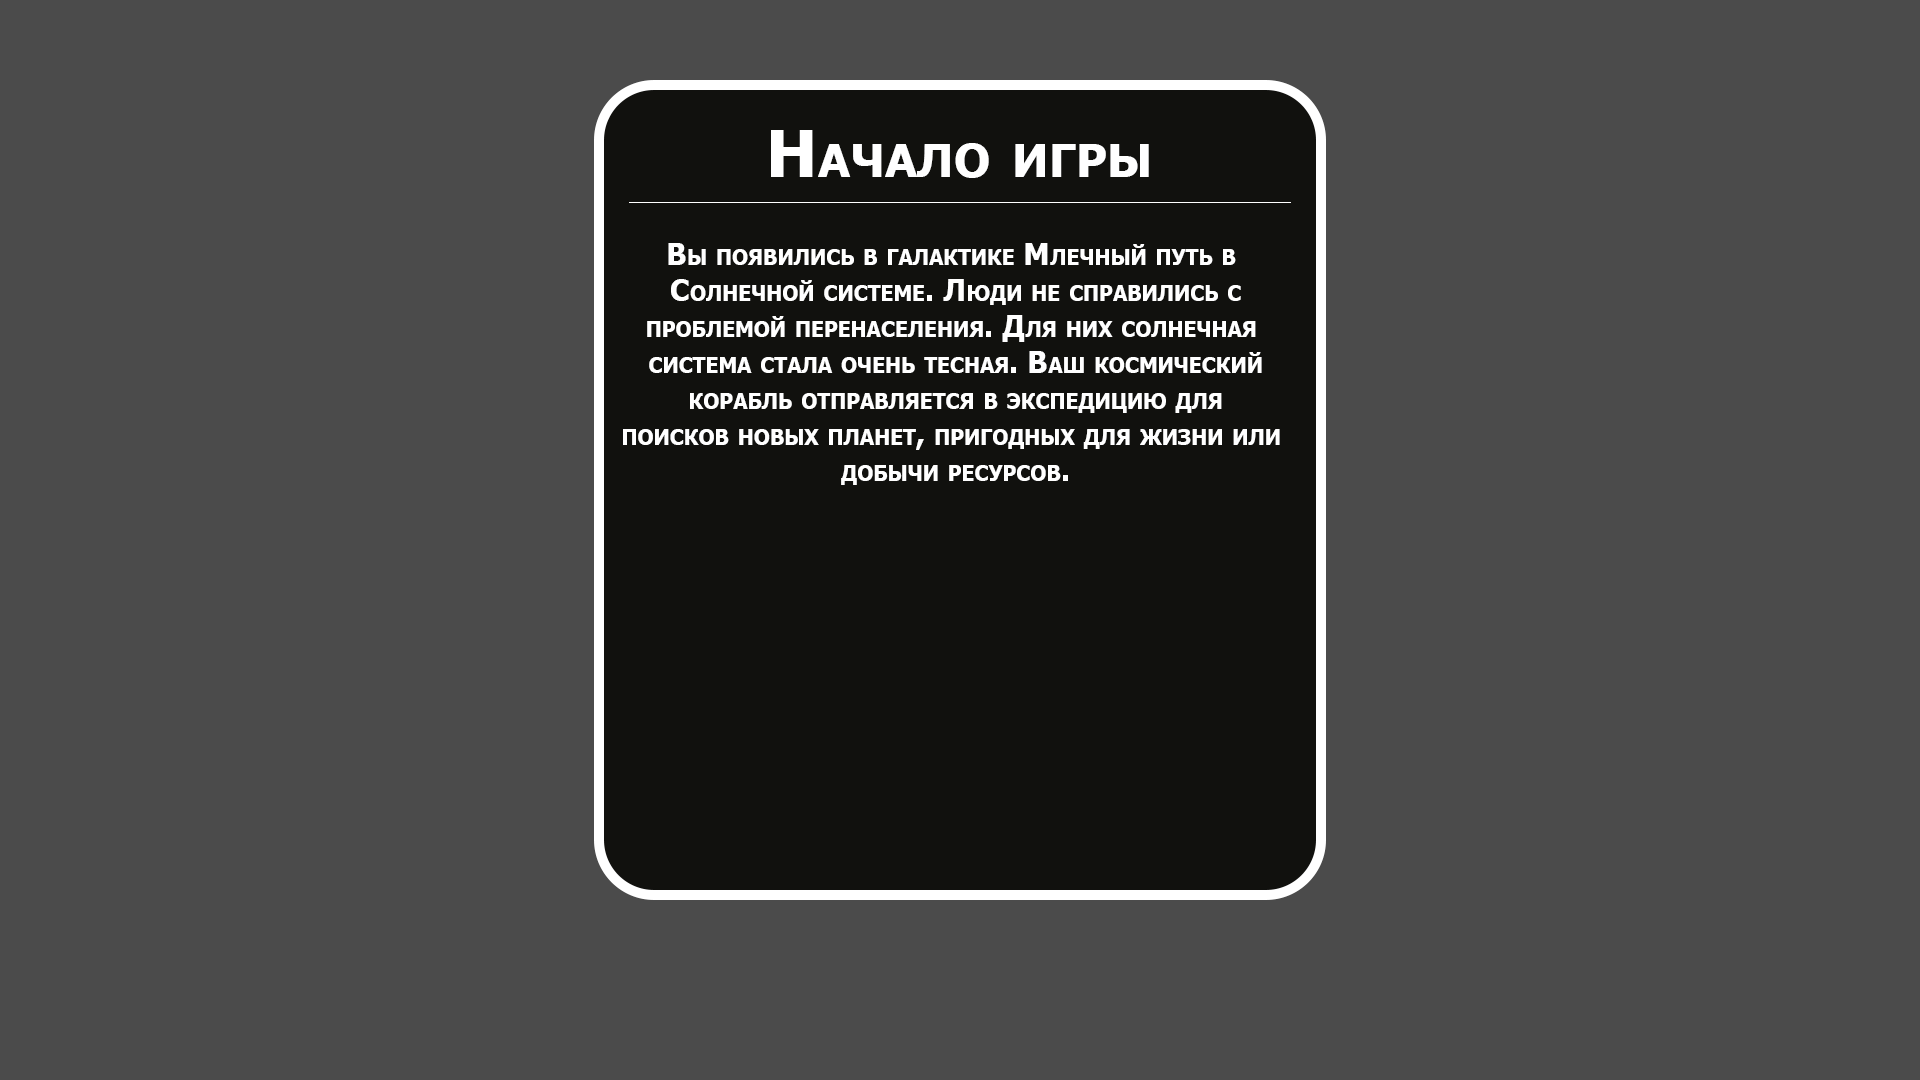 Начало игры
Вы появились в галактике Млечный путь в
Солнечной системе. Люди не справились с
проблемой перенаселения. Для них солнечная
система стала очень тесная. Ваш космический
корабль отправляется в экспедицию для
поисков новых планет, пригодных для жизни или
добычи ресурсов.